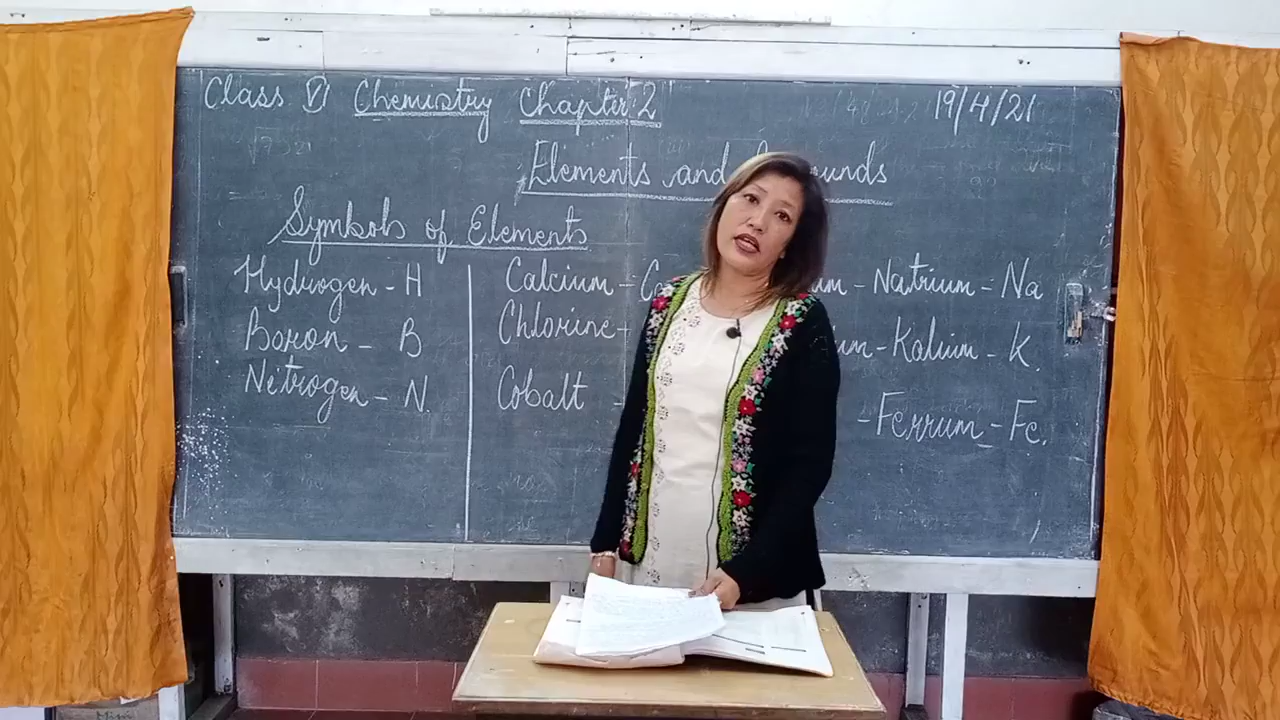 Class V Chemistry Chapter 2 19/4/21
Elements and
Symbols of Elements
Hydrogen - H
Boron - B
Nitrogen - N.
Calcium -
Chlorine -
Cobalt -
- Natrium - Na
- Kalium - K.
- Ferrum - Fe.